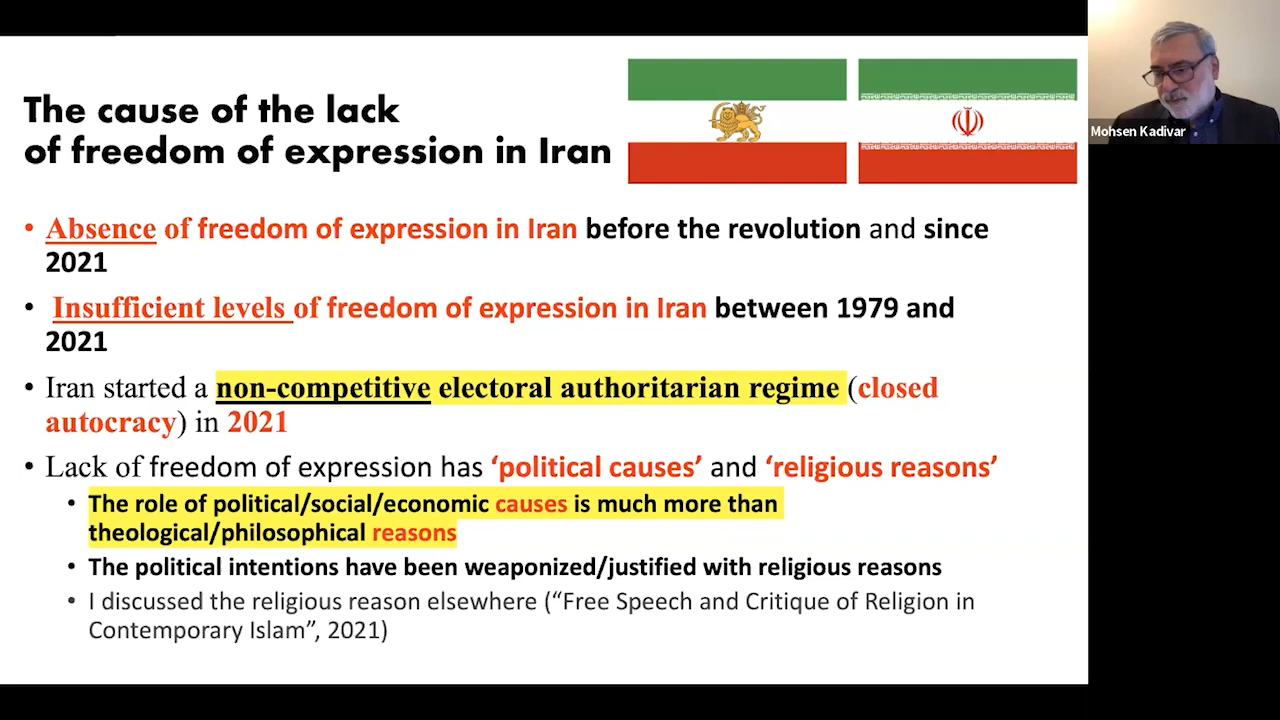 The cause of the lack
of freedom of expression in Iran
Mohsen Kadivar
• Absence of freedom of expression in Iran before the revolution and since
2021
• Insufficient levels of freedom of expression in Iran between 1979 and
2021
• Iran started a non-competitive electoral authoritarian regime (closed
autocracy) in 2021
• Lack of freedom of expression has ‘political causes’ and ‘religious reasons’
• The role of political/social/economic causes is much more than
theological/philosophical reasons
• The political intentions have been weaponized/justified with religious reasons
• I discussed the religious reason elsewhere (“Free Speech and Critique of Religion in
Contemporary Islam”, 2021)